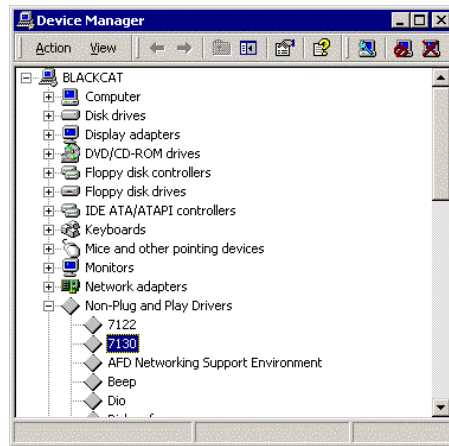 Device Manager
Action View
BLACKCAT
Computer
Disk drives
Display adapters
DVD/CD-ROM drives
Floppy disk controllers
Floppy disk drives
IDE ATA/ATAPI controllers
Keyboards
Mice and other pointing devices
Monitors
Network adapters
Non-Plug and Play Drivers
7122
7130
AFD Networking Support Environment
Beep
Dio